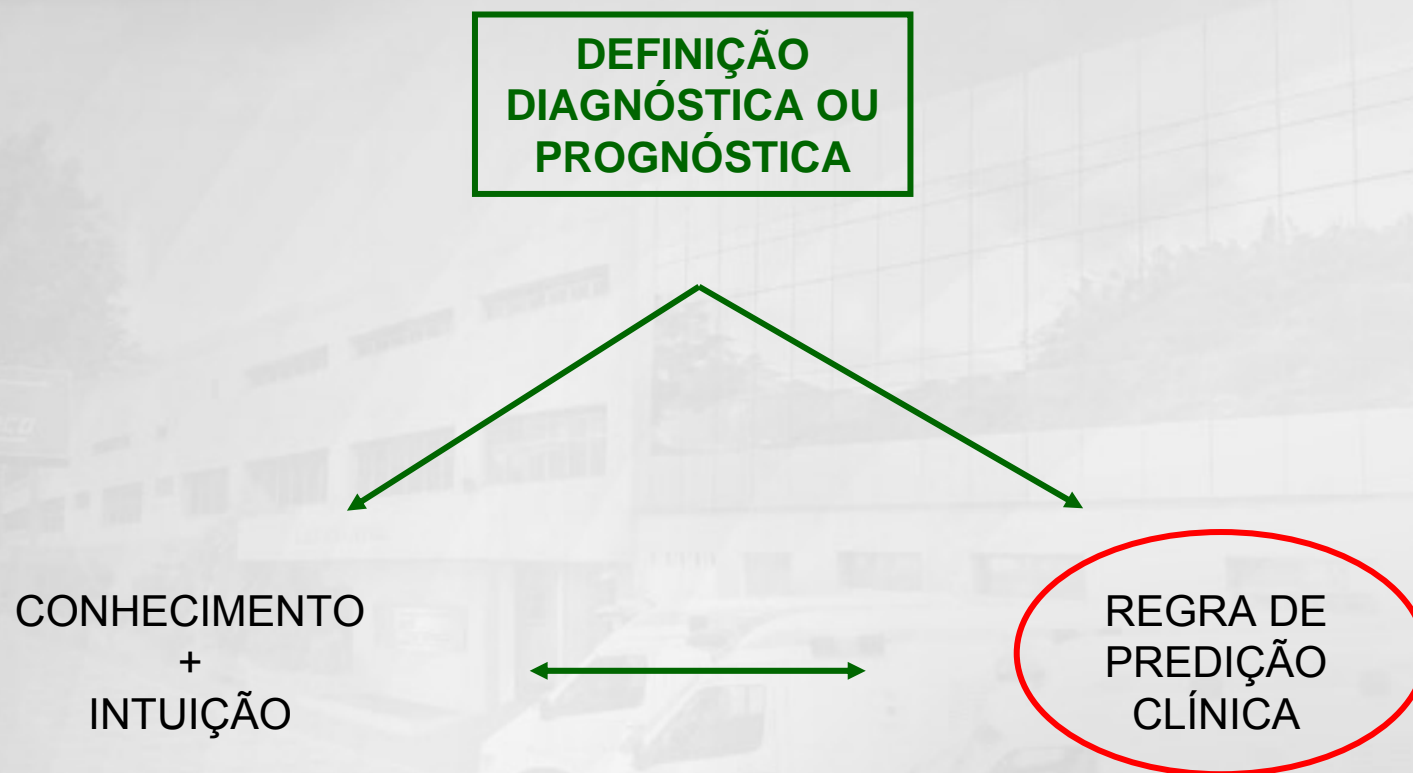 DEFINIÇÃO
DIAGNÓSTICA OU
PROGNÓSTICA
CONHECIMENTO
+
INTUIÇÃO
REGRA DE
PREDIÇÃO
CLÍNICA